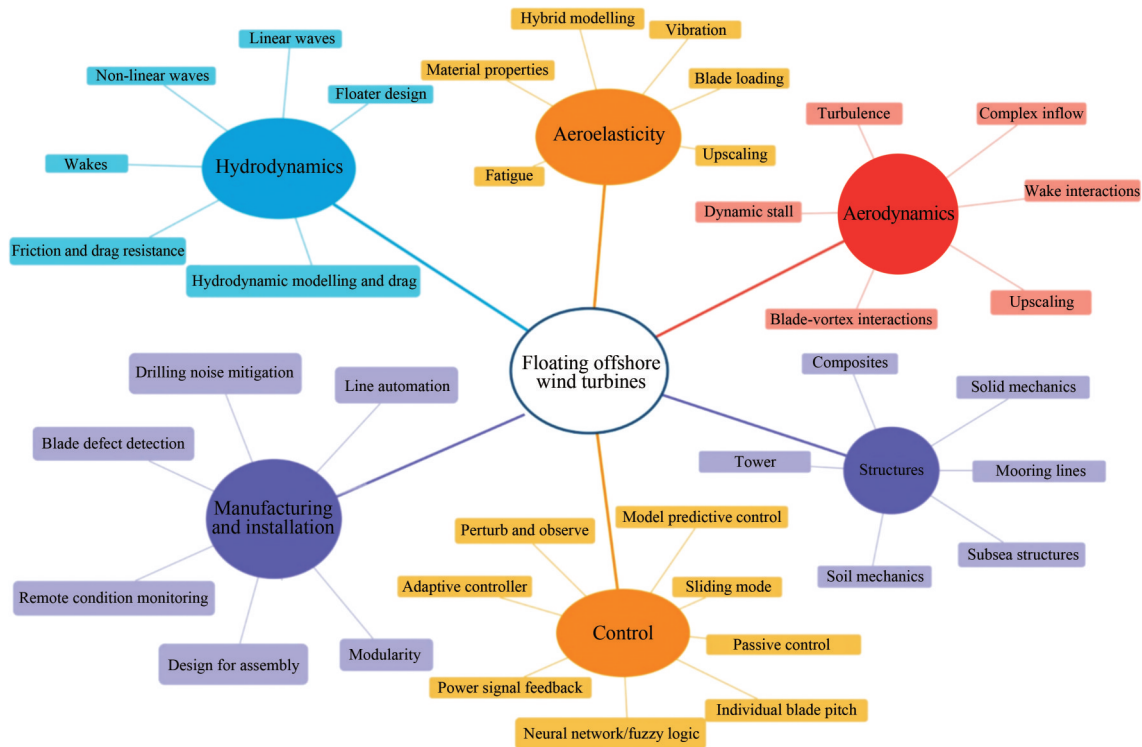 Linear waves
Non-linear waves
Floater design
Wakes
Hydrodynamics
Friction and drag resistance
Hydrodynamic modelling and drag
Hybrid modelling
Vibration
Material properties
Blade loading
Aeroelasticity
Upscaling
Fatigue
Turbulence
Complex inflow
Dynamic stall
Aerodynamics
Wake interactions
Blade-vortex interactions
Upscaling
Floating offshore
wind turbines
Drilling noise mitigation
Line automation
Blade defect detection
Manufacturing
and installation
Remote condition monitoring
Design for assembly
Modularity
Perturb and observe
Model predictive control
Adaptive controller
Sliding mode
Control
Passive control
Power signal feedback
Individual blade pitch
Neural network/fuzzy logic
Composites
Solid mechanics
Tower
Structures
Mooring lines
Soil mechanics
Subsea structures